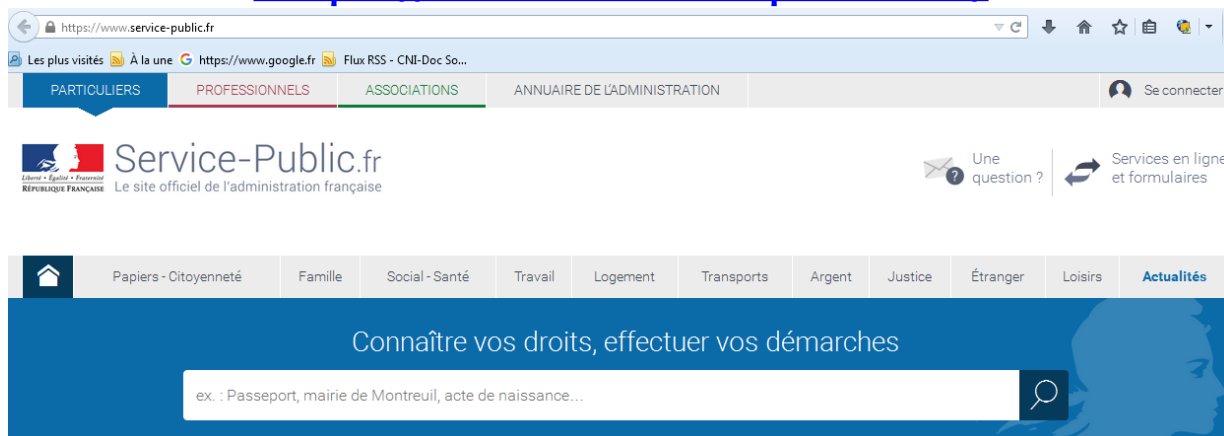 https://www.service-public.fr
Les plus visités À la une G https://www.google.fr Flux RSS - CNI-Doc So...
PARTICULIERS PROFESSIONNELS ASSOCIATIONS ANNUAIRE DE L'ADMINISTRATION Se connecter
Service-Public.fr
Liberté • Égalité • Fraternité
RÉPUBLIQUE FRANÇAISE
Le site officiel de l'administration française
Une question ?
Services en ligne et formulaires
Papiers - Citoyenneté Famille Social - Santé Travail Logement Transports Argent Justice Étranger Loisirs Actualités
Connaître vos droits, effectuer vos démarches
ex. : Passeport, mairie de Montreuil, acte de naissance...